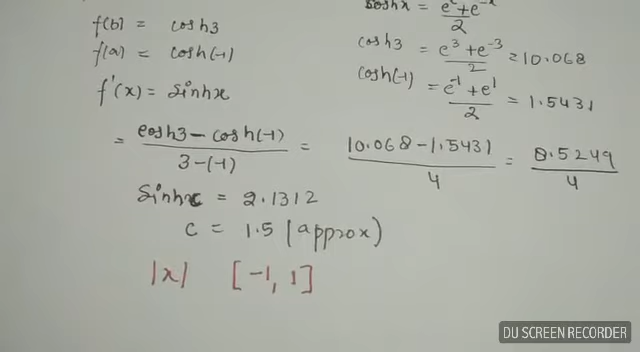 coshx = e^x + e^-x / 2
f(b) = cosh3
f(a) = cosh(-1)
cosh3 = e^3 + e^-3 / 2 = 10.068
cosh(-1) = e^-1 + e^1 / 2 = 1.5431
f'(x) = sinhx
= cosh3 - cosh(-1) / 3-(-1) = 10.068 - 1.5431 / 4 = 8.5249 / 4
sinhc = 2.1312
c = 1.5 (approx)
|x| [-1, 1]
DU SCREEN RECORDER